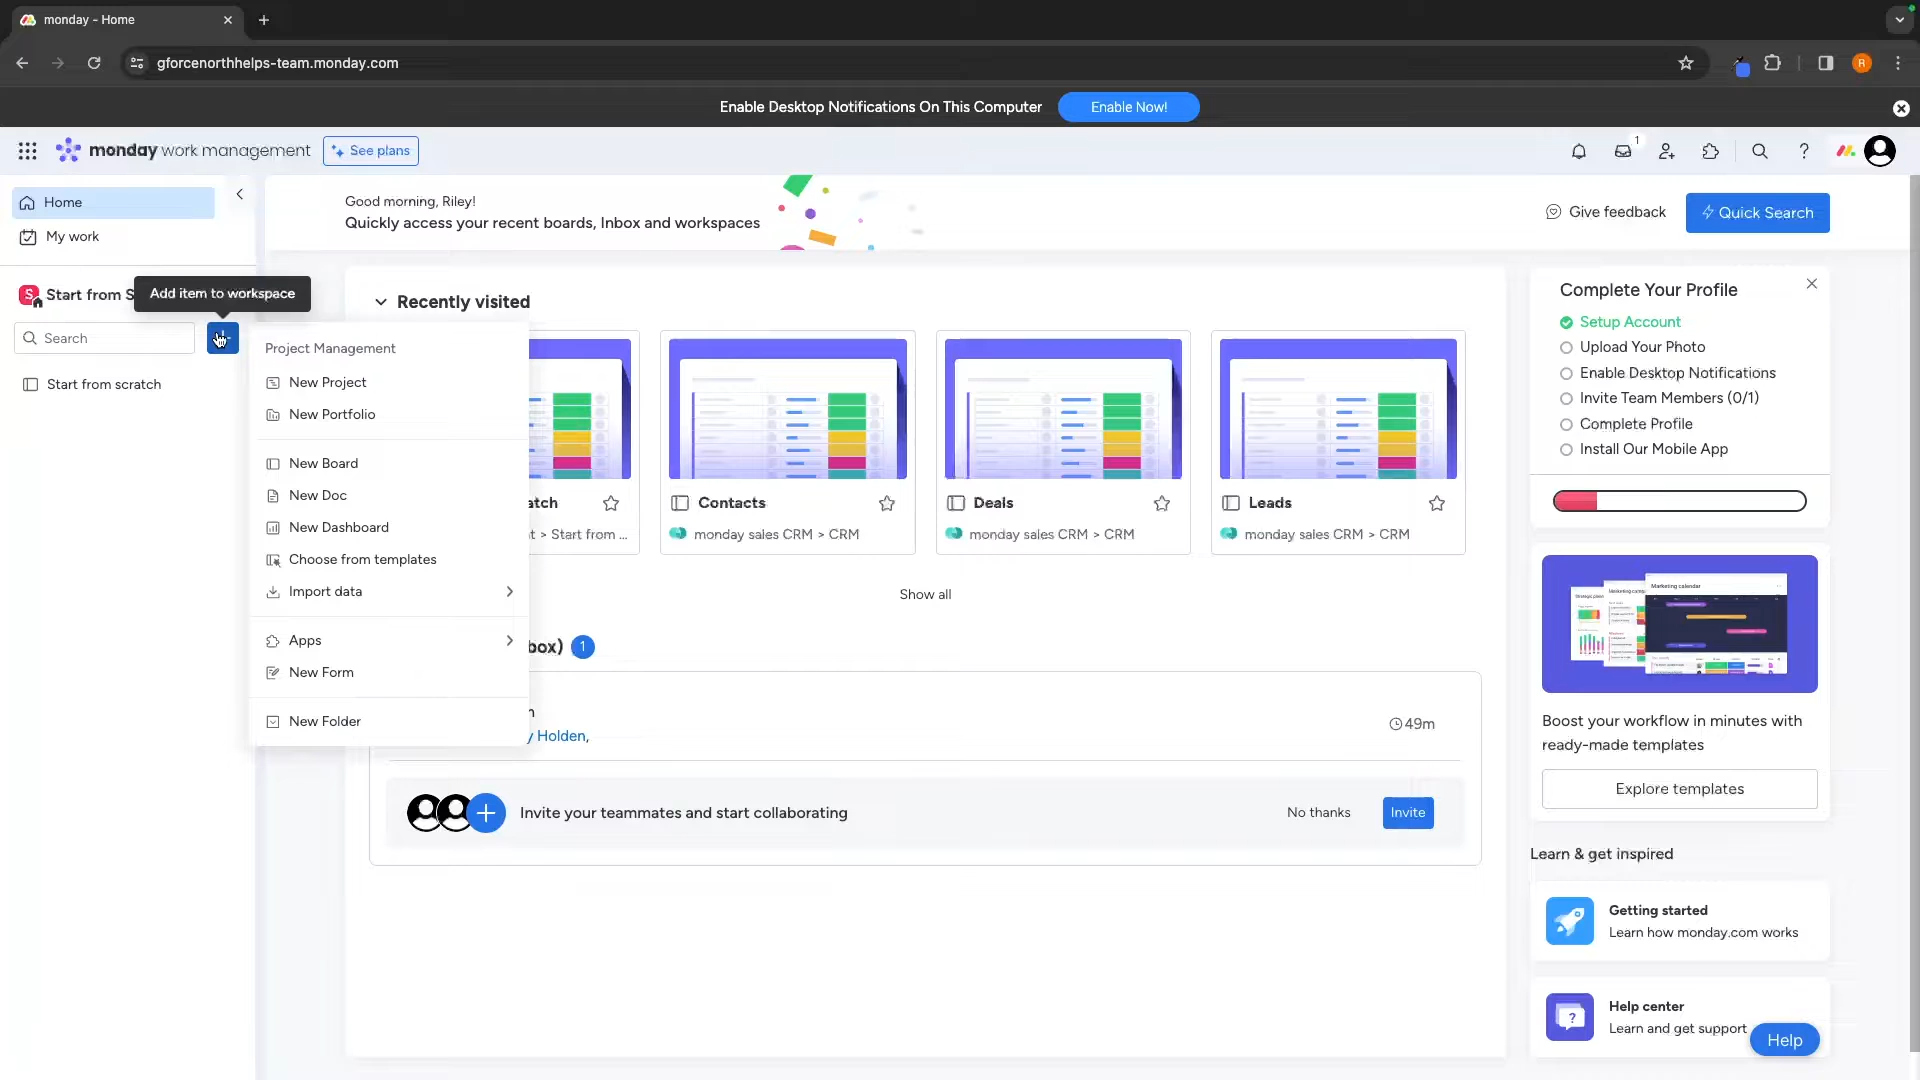 monday - Home
gforcenorthhelps-team.monday.com
R
Enable Desktop Notifications On This Computer
Enable Now!
monday work management
See plans
1
Home
My work
Good morning, Riley!
Quickly access your recent boards, Inbox and workspaces
Give feedback
Quick Search
S
Start from S
Add item to workspace
Search
Start from scratch
Project Management
New Project
New Portfolio
New Board
New Doc
New Dashboard
Choose from templates
Import data
Apps
New Form
New Folder
Recently visited
atch
t > Start from ...
Contacts
monday sales CRM > CRM
Deals
monday sales CRM > CRM
Leads
monday sales CRM > CRM
Show all
box)
1
n
y Holden,
49m
Invite your teammates and start collaborating
No thanks
Invite
Complete Your Profile
Setup Account
Upload Your Photo
Enable Desktop Notifications
Invite Team Members (0/1)
Complete Profile
Install Our Mobile App
Marketing calendar
Boost your workflow in minutes with
ready-made templates
Explore templates
Learn & get inspired
Getting started
Learn how monday.com works
Help center
Learn and get support
Help